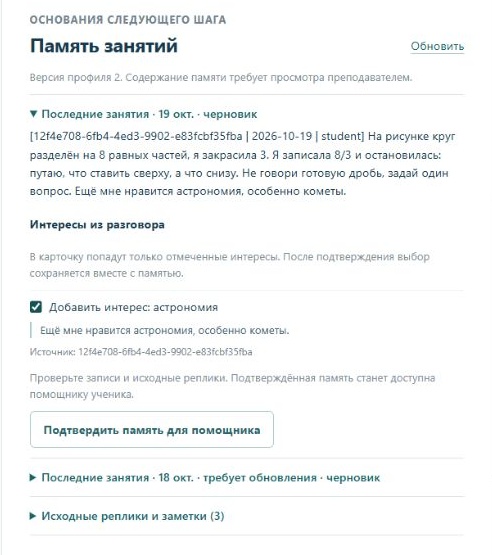 ОСНОВАНИЯ СЛЕДУЮЩЕГО ШАГА
Память занятий
Обновить
Версия профиля 2. Содержание памяти требует просмотра преподавателем.
▼ Последние занятия · 19 окт. · черновик
[12f4e708-6fb4-4ed3-9902-e83fcbf35fba | 2026-10-19 | student] На рисунке круг
разделён на 8 равных частей, я закрасила 3. Я записала 8/3 и остановилась:
путаю, что ставить сверху, а что снизу. Не говори готовую дробь, задай один
вопрос. Ещё мне нравится астрономия, особенно кометы.
Интересы из разговора
В карточку попадут только отмеченные интересы. После подтверждения выбор
сохраняется вместе с памятью.
Добавить интерес: астрономия
Ещё мне нравится астрономия, особенно кометы.
Источник: 12f4e708-6fb4-4ed3-9902-e83fcbf35fba
Проверьте записи и исходные реплики. Подтверждённая память станет доступна
помощнику ученика.
Подтвердить память для помощника
▶ Последние занятия · 18 окт. · требует обновления · черновик
▶ Исходные реплики и заметки (3)